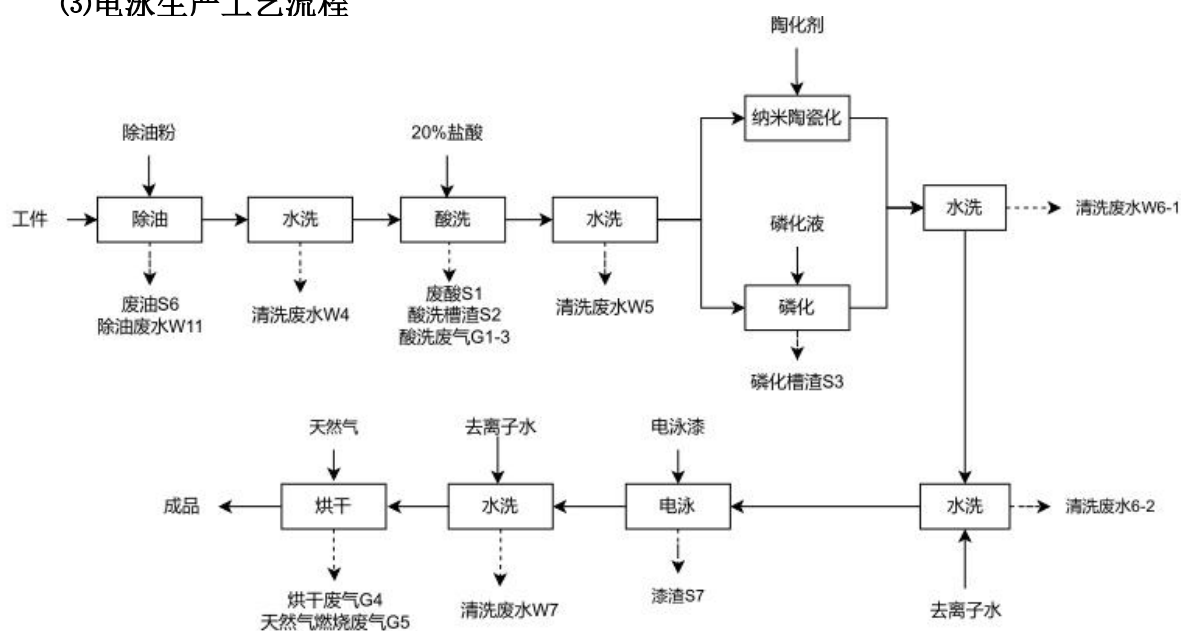 ⑶电泳生产工艺流程
陶化剂
除油粉
20%盐酸
纳米陶瓷化
工件
除油
水洗
酸洗
水洗
磷化液
水洗
清洗废水W6-1
废油S6
除油废水W11
清洗废水W4
废酸S1
酸洗槽渣S2
酸洗废气G1-3
清洗废水W5
磷化
磷化槽渣S3
天然气
去离子水
电泳漆
成品
烘干
水洗
电泳
水洗
清洗废水6-2
烘干废气G4
天然气燃烧废气G5
清洗废水W7
漆渣S7
去离子水